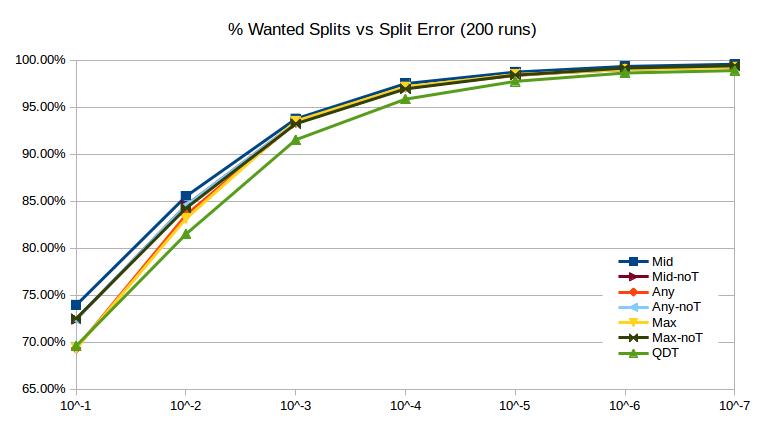 % Wanted Splits vs Split Error (200 runs)
100.00%
95.00%
90.00%
85.00%
80.00%
75.00%
70.00%
65.00%
10^-1 10^-2 10^-3 10^-4 10^-5 10^-6 10^-7
Mid
Mid-noT
Any
Any-noT
Max
Max-noT
QDT